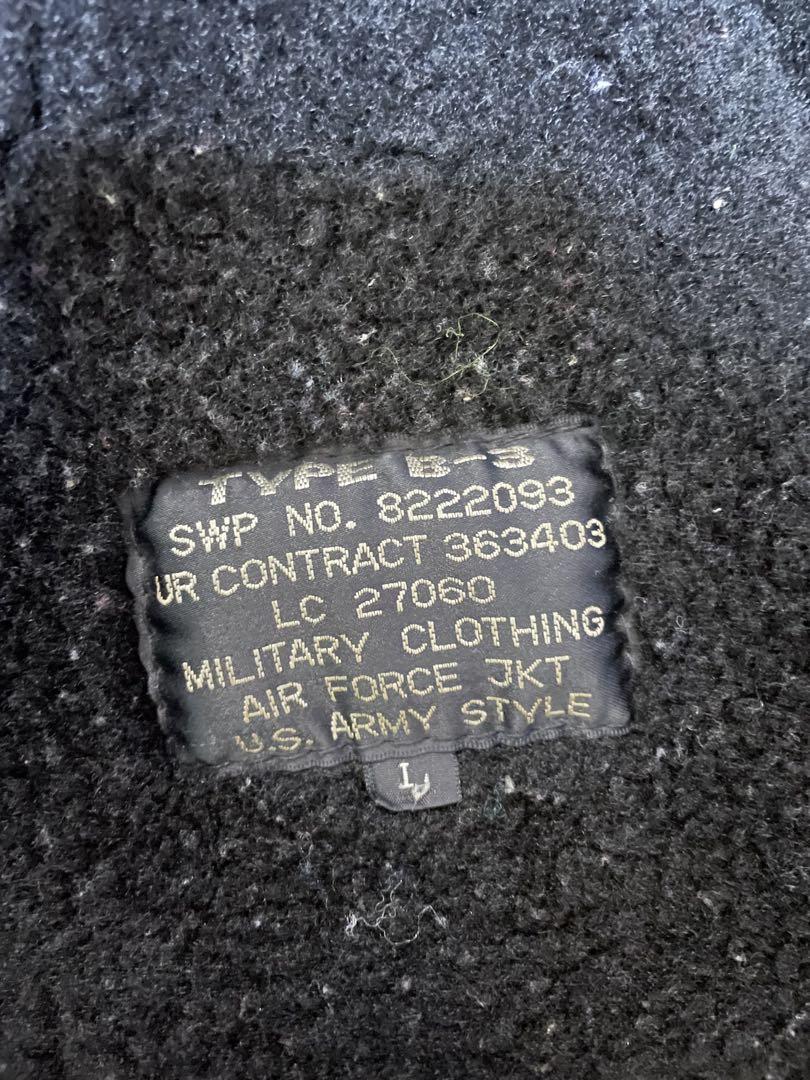 TYPE B-3
SWP NO. 8222093
UR CONTRACT 363403
LC 27060
MILITARY CLOTHING
AIR FORCE JKT
U.S. ARMY STYLE
L